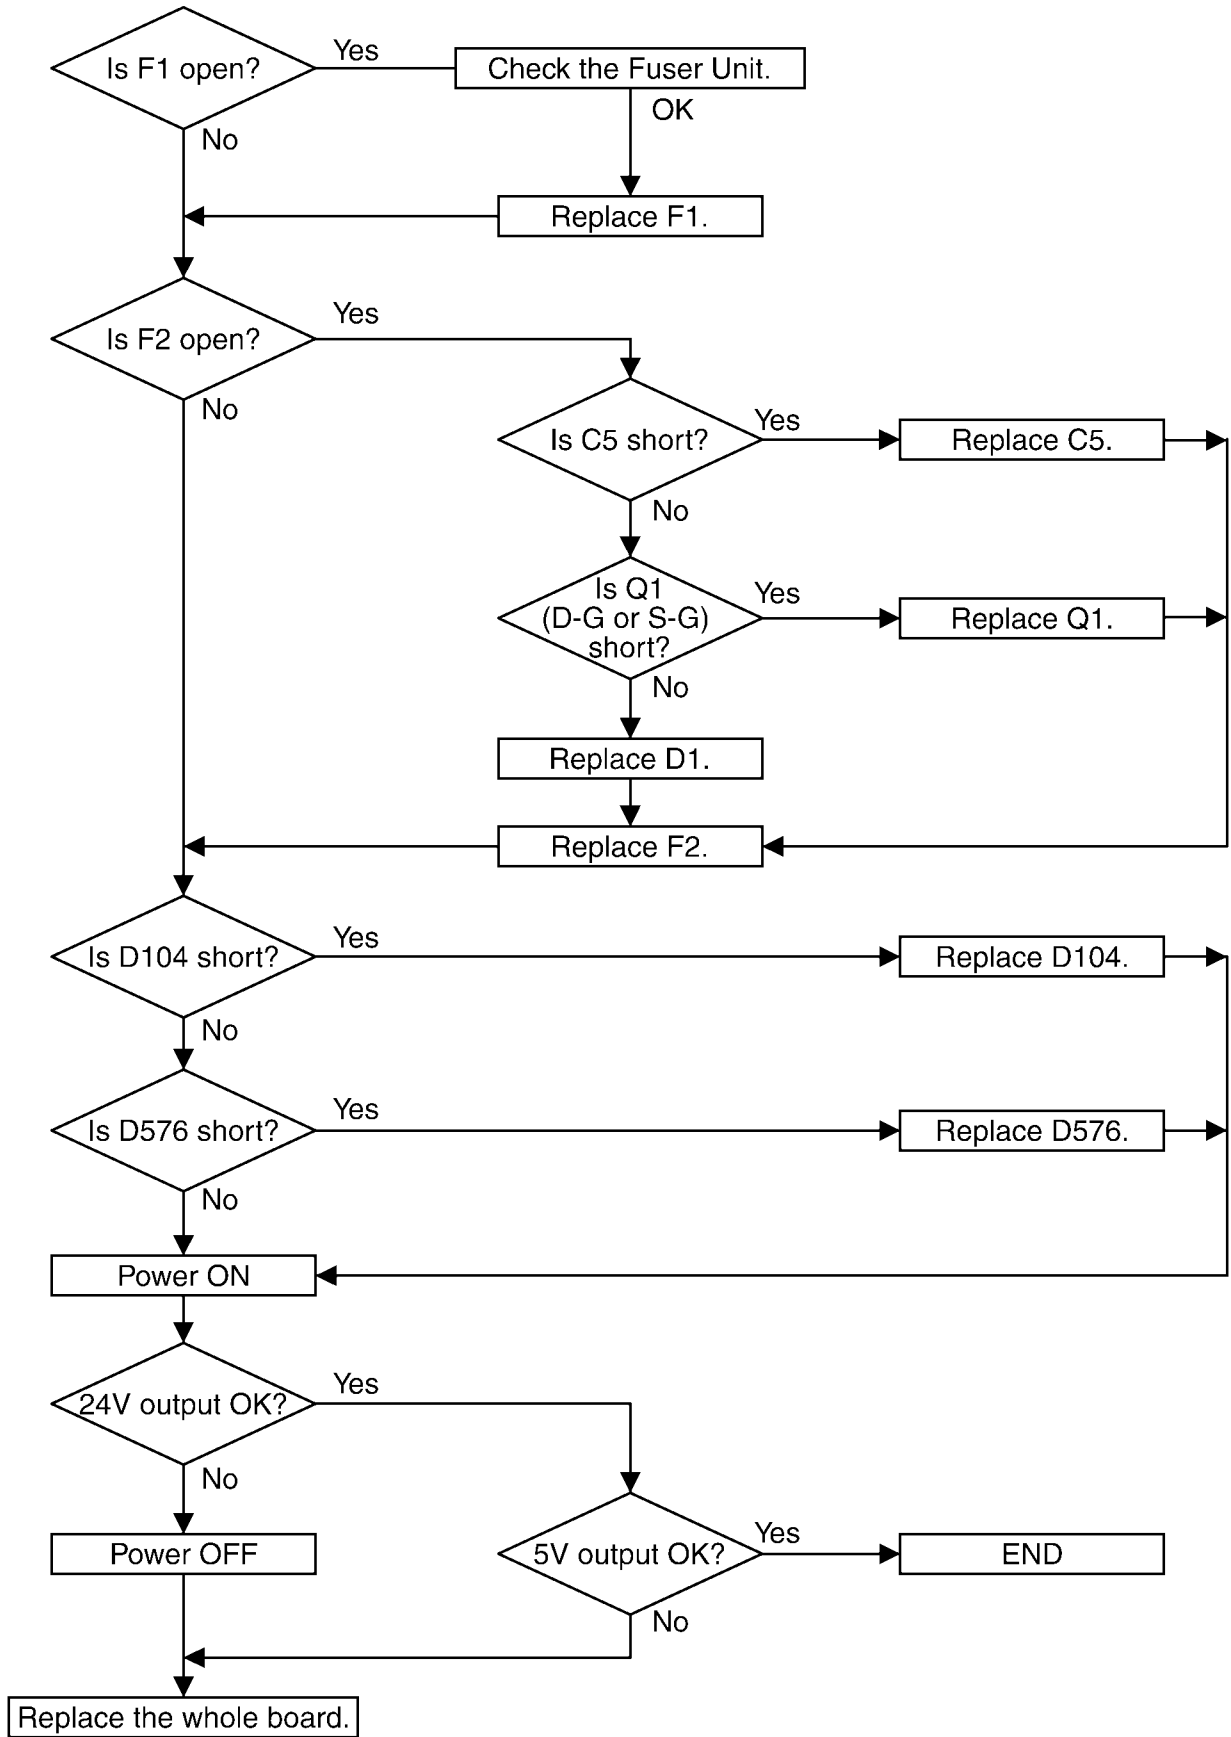 Is F1 open?
Yes
Check the Fuser Unit.
OK
No
Replace F1.
Is F2 open?
Yes
No
Is C5 short?
Yes
Replace C5.
No
Is Q1
(D-G or S-G)
short?
Yes
Replace Q1.
No
Replace D1.
Replace F2.
Is D104 short?
Yes
Replace D104.
No
Is D576 short?
Yes
Replace D576.
No
Power ON
24V output OK?
Yes
No
Power OFF
5V output OK?
Yes
END
No
Replace the whole board.